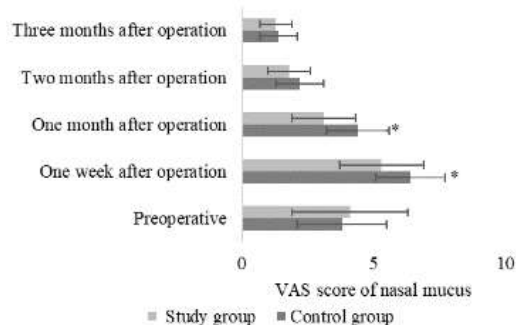 Three months after operation
Two months after operation
One month after operation
*
One week after operation
*
Preoperative
0
5
10
VAS score of nasal mucus
Study group
Control group